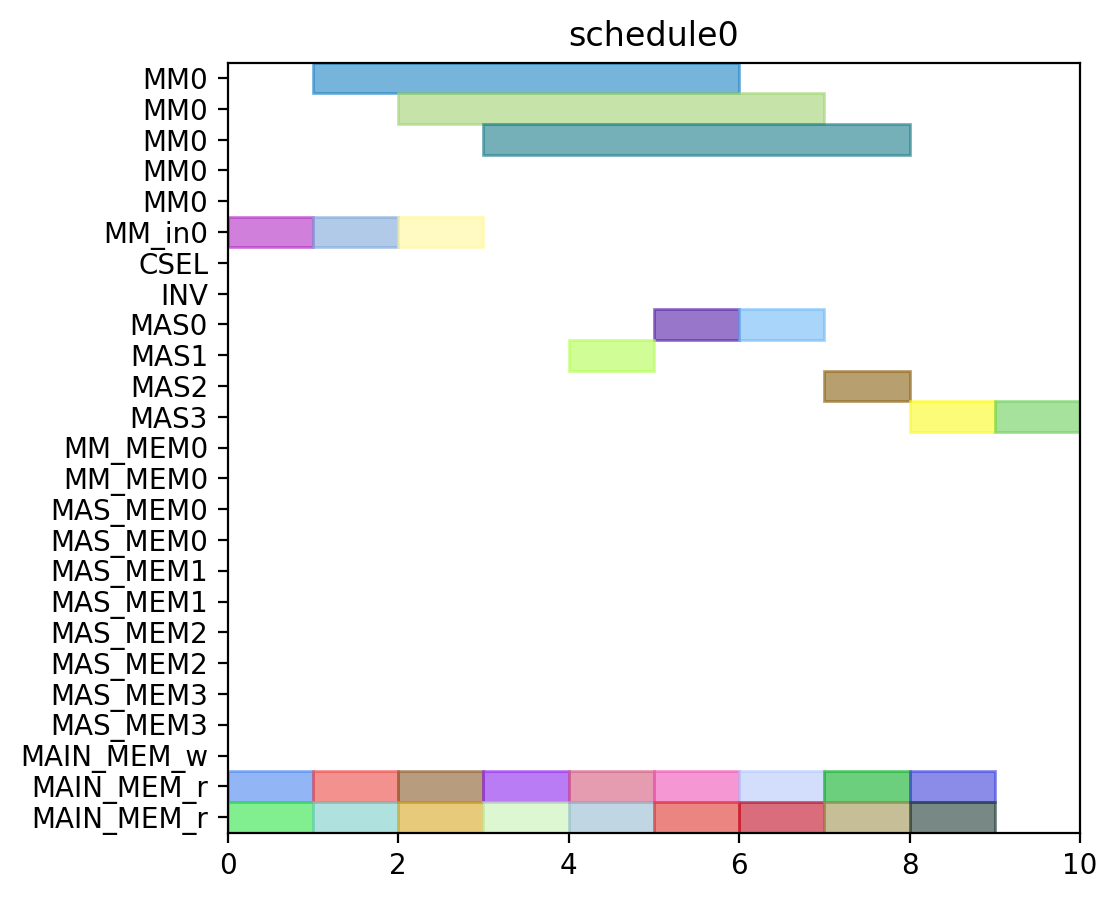 schedule0
MM0
MM0
MM0
MM0
MM0
MM_in0
CSEL
INV
MAS0
MAS1
MAS2
MAS3
MM_MEM0
MM_MEM0
MAS_MEM0
MAS_MEM0
MAS_MEM1
MAS_MEM1
MAS_MEM2
MAS_MEM2
MAS_MEM3
MAS_MEM3
MAIN_MEM_w
MAIN_MEM_r
MAIN_MEM_r
0 2 4 6 8 10